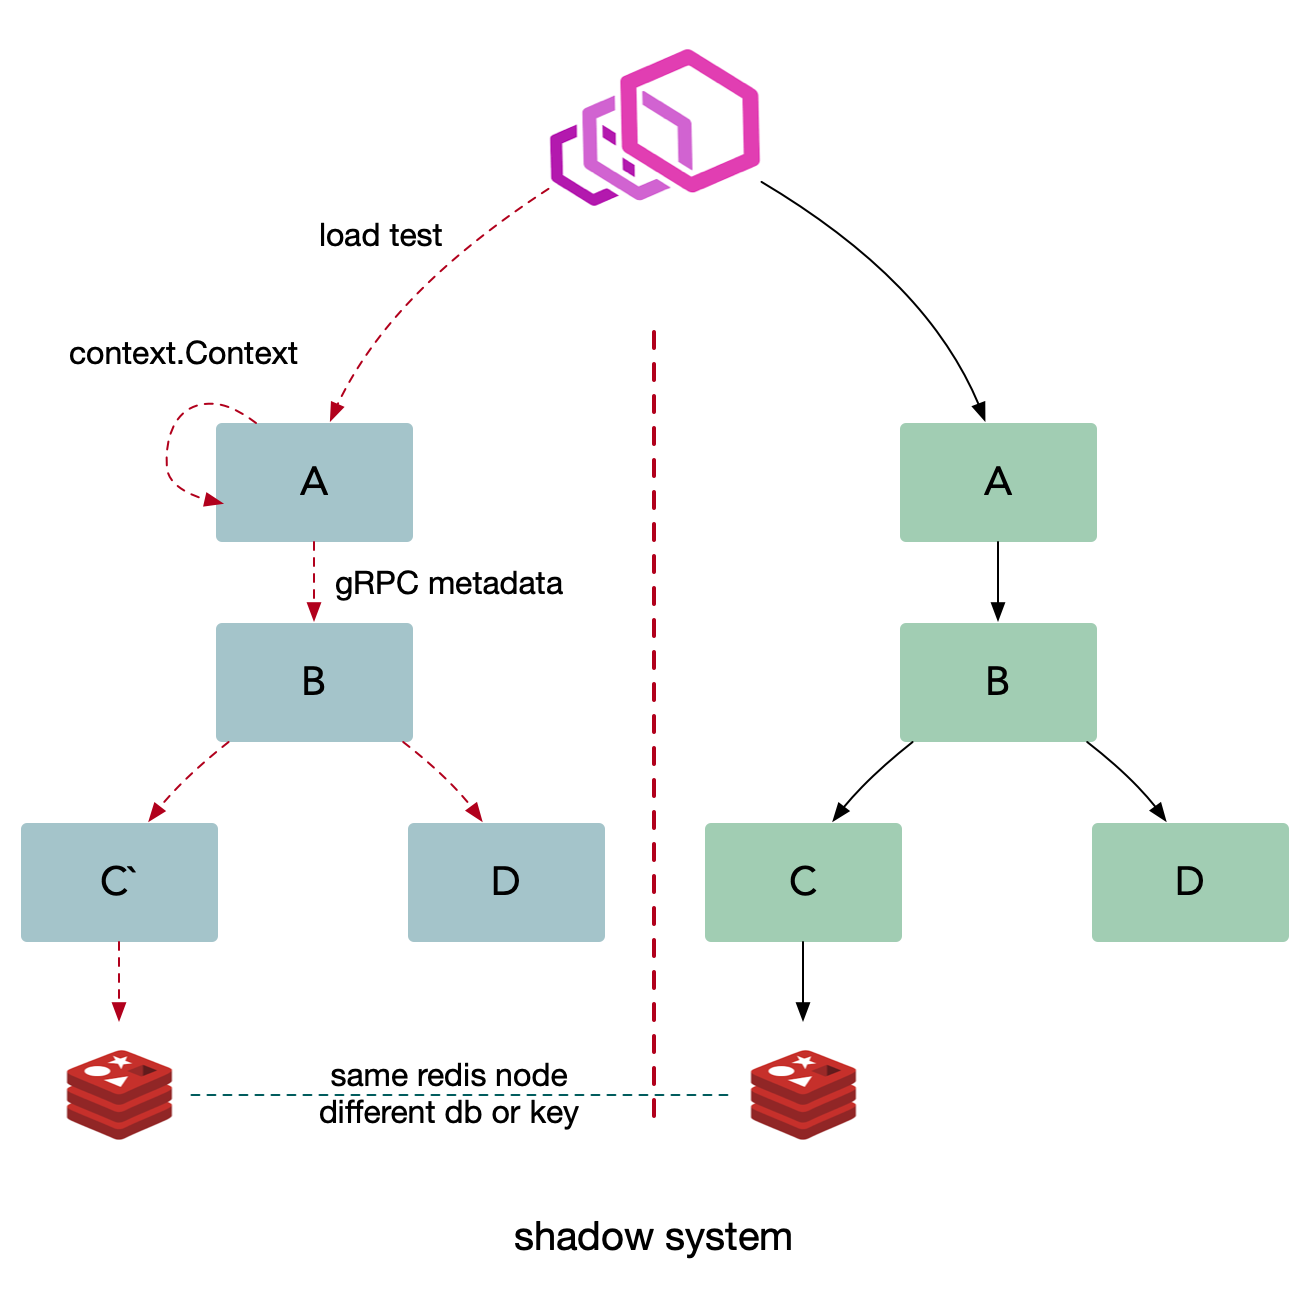 load test
context.Context
A
A
gRPC metadata
B
B
C`
D
C
D
same redis node
different db or key
shadow system